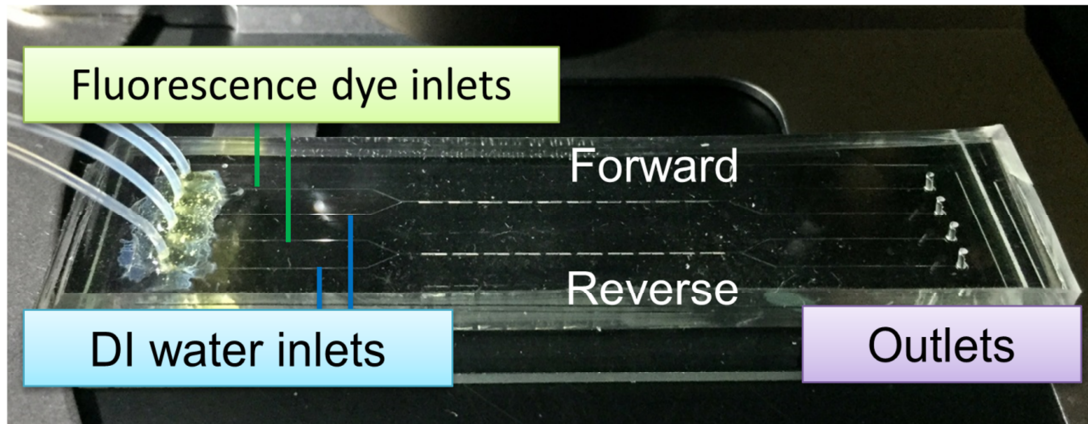 Fluorescence dye inlets
Forward
Reverse
DI water inlets
Outlets